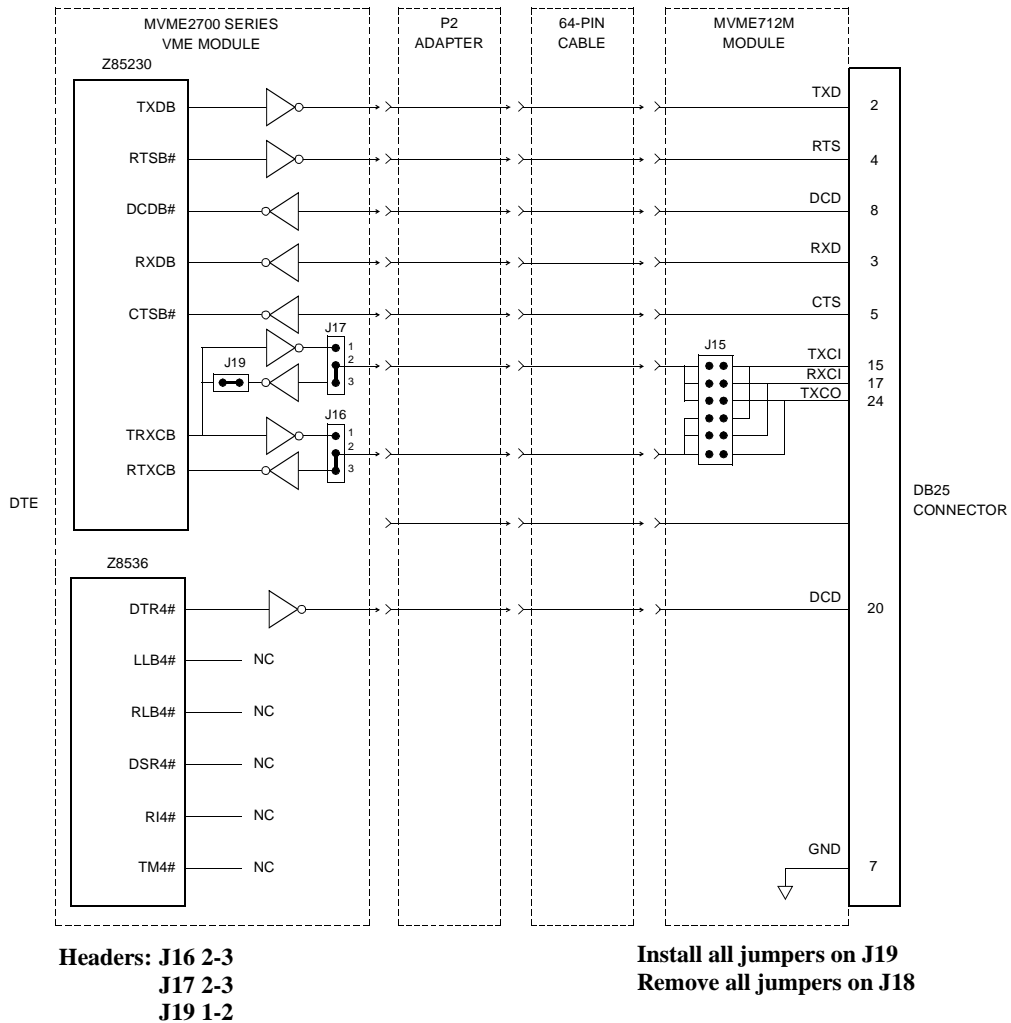 MVME2700 SERIES
VME MODULE
P2
ADAPTER
64-PIN
CABLE
MVME712M
MODULE
Z85230
TXDB
TXD
2
RTSB#
RTS
4
DCDB#
DCD
8
RXDB
RXD
3
CTSB#
CTS
5
J17
1
2
3
J19
J15
TXCI
15
RXCI
17
TXCO
24
J16
1
2
3
TRXCB
RTXCB
DTE
DB25
CONNECTOR
Z8536
DTR4#
DCD
20
LLB4#
NC
RLB4#
NC
DSR4#
NC
RI4#
NC
TM4#
NC
GND
7
Headers: J16 2-3
J17 2-3
J19 1-2
Install all jumpers on J19
Remove all jumpers on J18